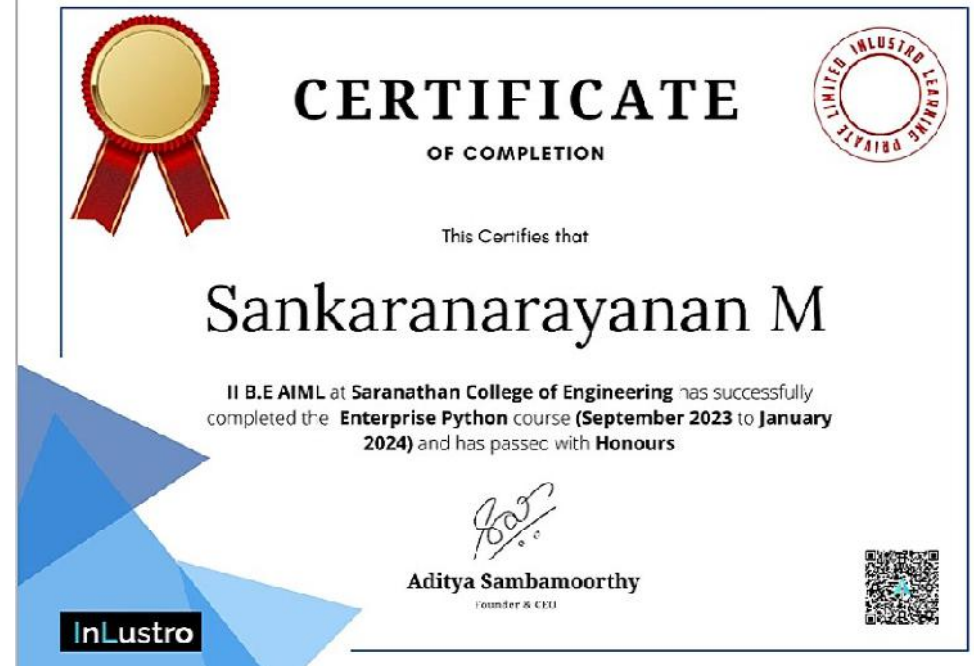 CERTIFICATE
INLUSTRO LEARNING PRIVATE LIMITED
OF COMPLETION
This Certifies that
Sankaranarayanan M
II B.E AIML at Saranathan College of Engineering has successfully
completed the Enterprise Python course (September 2023 to January
2024) and has passed with Honours
Aditya Sambamoorthy
Founder & CEO
InLustro